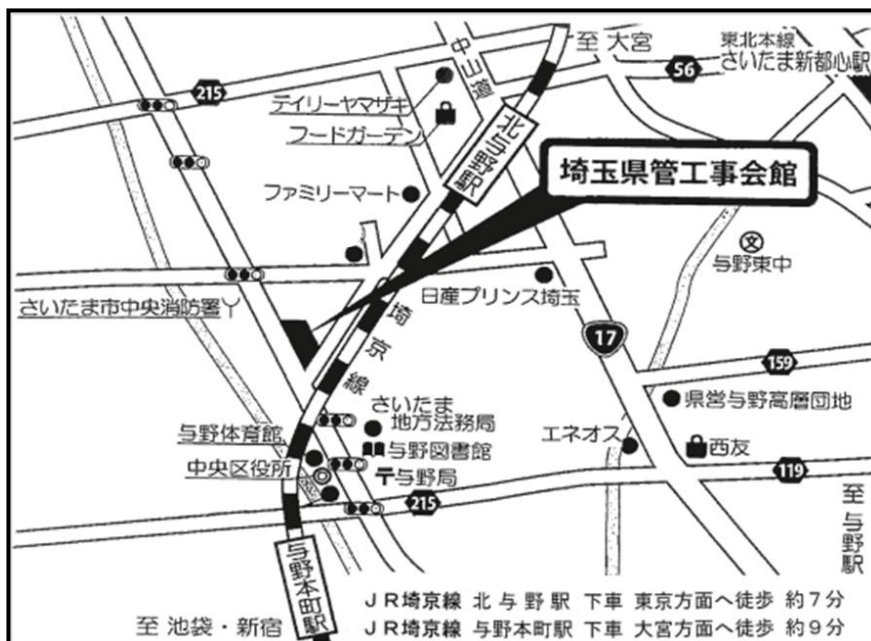 至 大宮
東北本線
さいたま新都心駅
中山道
56
215
デイリーヤマザキ
フードガーデン
北与野駅
埼玉県管工事会館
ファミリーマート
与野東中
日産プリンス埼玉
さいたま市中央消防署
埼京線
17
159
さいたま
地方法務局
県営与野高層団地
与野体育館
与野図書館
エネオス
西友
中央区役所
〒与野局
119
215
至 与野駅
与野本町駅
至 池袋・新宿
JR埼京線 北与野駅 下車 東京方面へ徒歩 約7分
JR埼京線 与野本町駅 下車 大宮方面へ徒歩 約9分